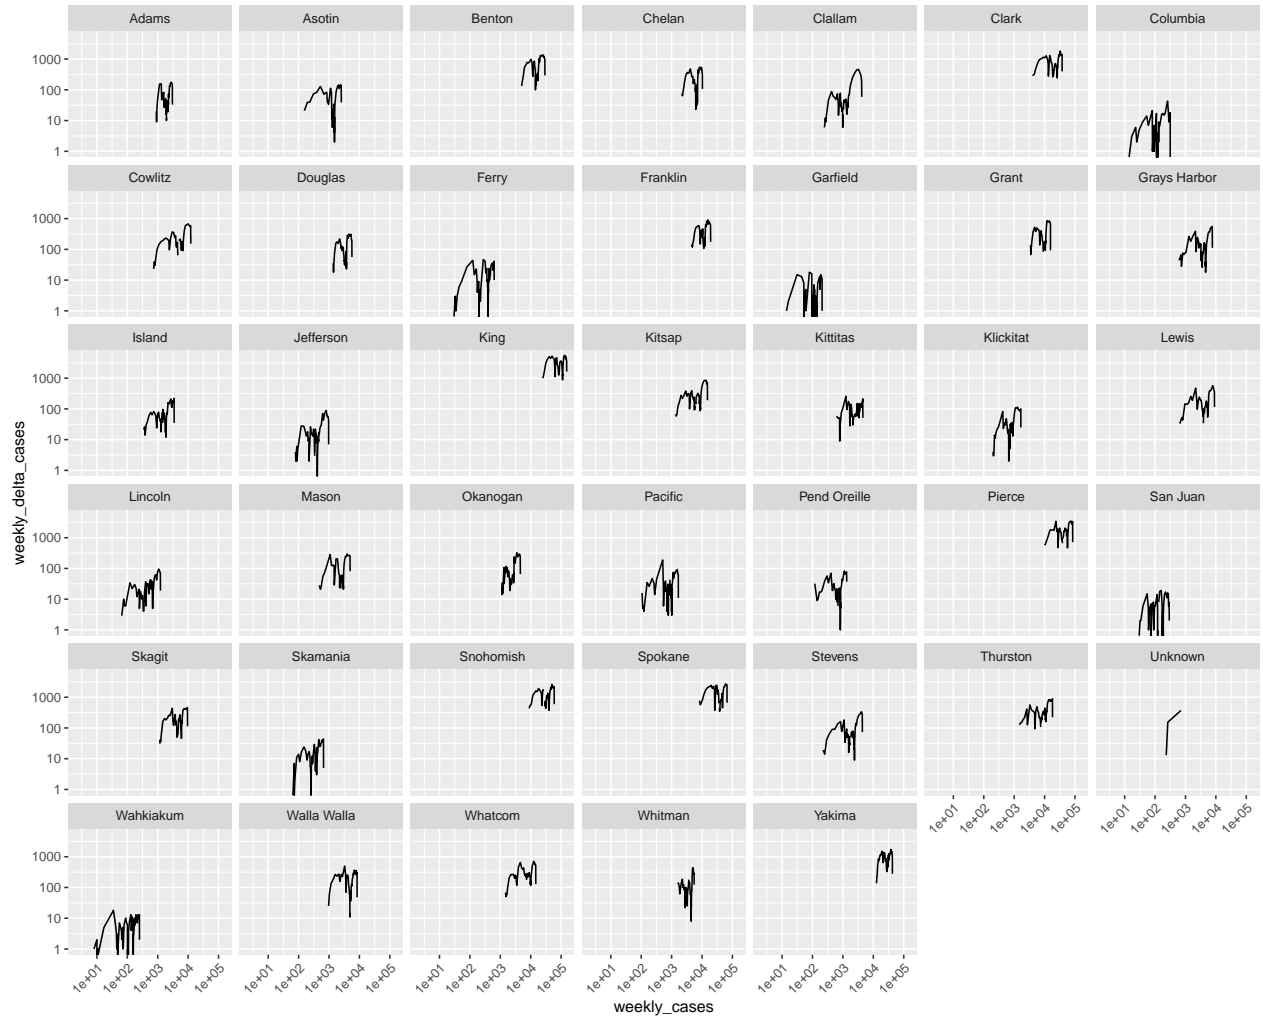 Adams Asotin Benton Chelan Clallam Clark Columbia
1000
100
10
1
Cowlitz Douglas Ferry Franklin Garfield Grant Grays Harbor
1000
100
10
1
Island Jefferson King Kitsap Kittitas Klickitat Lewis
1000
100
10
1
weekly_delta_cases
Lincoln Mason Okanogan Pacific Pend Oreille Pierce San Juan
1000
100
10
1
Skagit Skamania Snohomish Spokane Stevens Thurston Unknown
1000
100
10
1
1e+01 1e+02 1e+03 1e+04 1e+05 1e+01 1e+02 1e+03 1e+04 1e+05
Wahkiakum Walla Walla Whatcom Whitman Yakima
1000
100
10
1
1e+01 1e+02 1e+03 1e+04 1e+05 1e+01 1e+02 1e+03 1e+04 1e+05 1e+01 1e+02 1e+03 1e+04 1e+05 1e+01 1e+02 1e+03 1e+04 1e+05 1e+01 1e+02 1e+03 1e+04 1e+05
weekly_cases